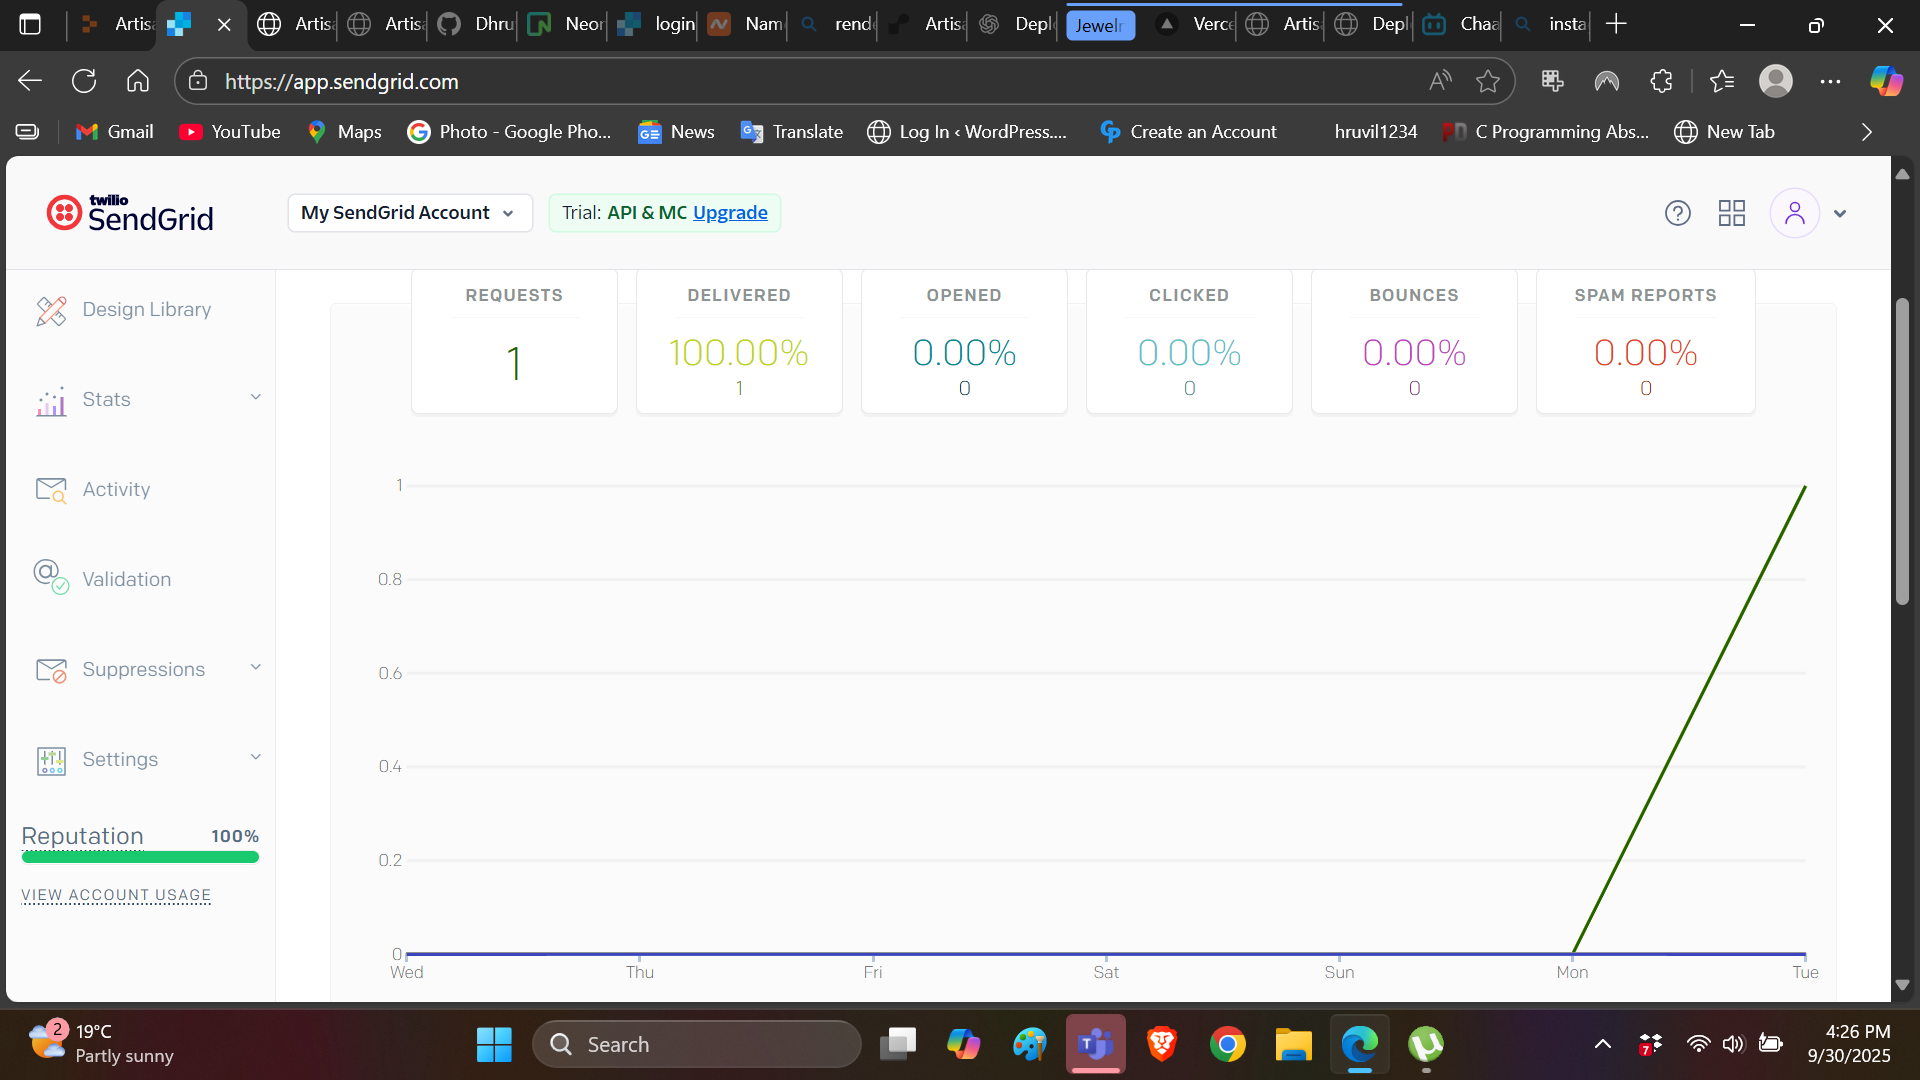 Artis
Artis
Artis
Dhru
Neor
login
Nam
rend
Artis
Depl
Jewelr
Verce
Artis
Depl
Chaa
insta
https://app.sendgrid.com
Gmail
YouTube
Maps
Photo - Google Pho...
News
Translate
Log In ‹ WordPress....
Create an Account
hruvil1234
C Programming Abs...
New Tab
twilio
SendGrid
My SendGrid Account
Trial: API & MC Upgrade
Design Library
Stats
Activity
Validation
Suppressions
Settings
Reputation 100%
VIEW ACCOUNT USAGE
REQUESTS
1
DELIVERED
100.00%
1
OPENED
0.00%
0
CLICKED
0.00%
0
BOUNCES
0.00%
0
SPAM REPORTS
0.00%
0
1
0.8
0.6
0.4
0.2
0
Wed Thu Fri Sat Sun Mon Tue
2
19°C
Partly sunny
Search
7
4:26 PM
9/30/2025